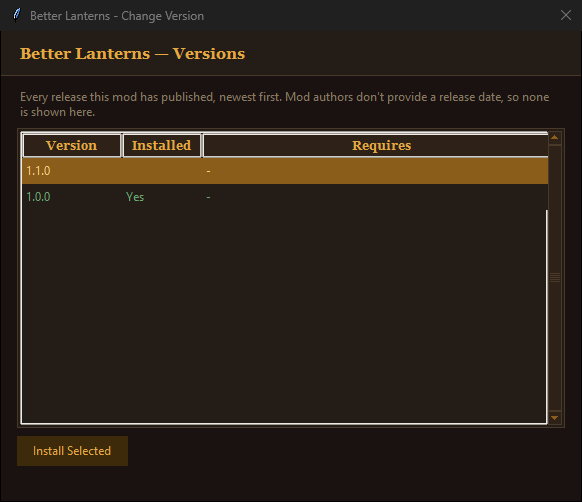 Better Lanterns - Change Version
Better Lanterns — Versions
Every release this mod has published, newest first. Mod authors don't provide a release date, so none
is shown here.
Version Installed Requires
1.1.0 -
1.0.0 Yes -
Install Selected